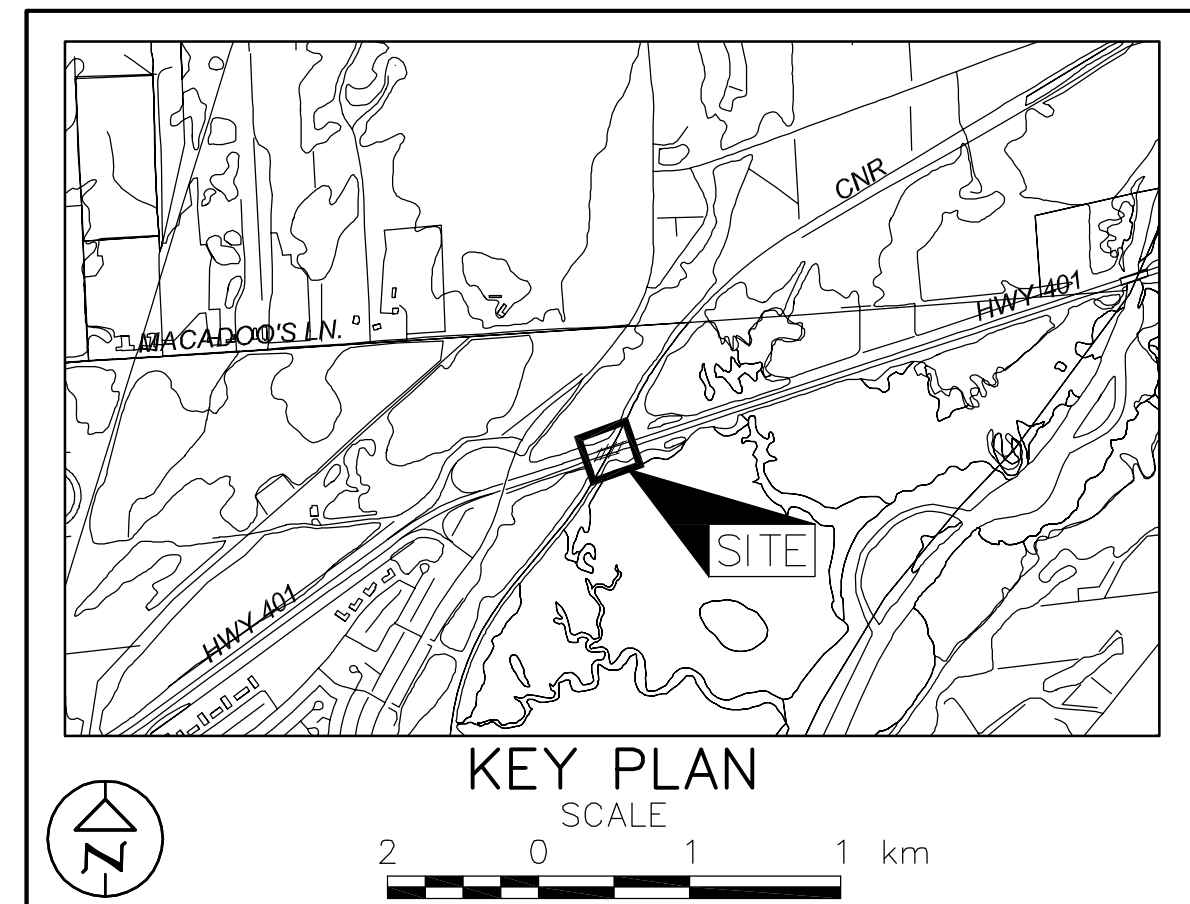 CNR
HWY 401
MACADOO'S LN.
SITE
HWY 401
KEY PLAN
SCALE
2 0 1 1 km
N